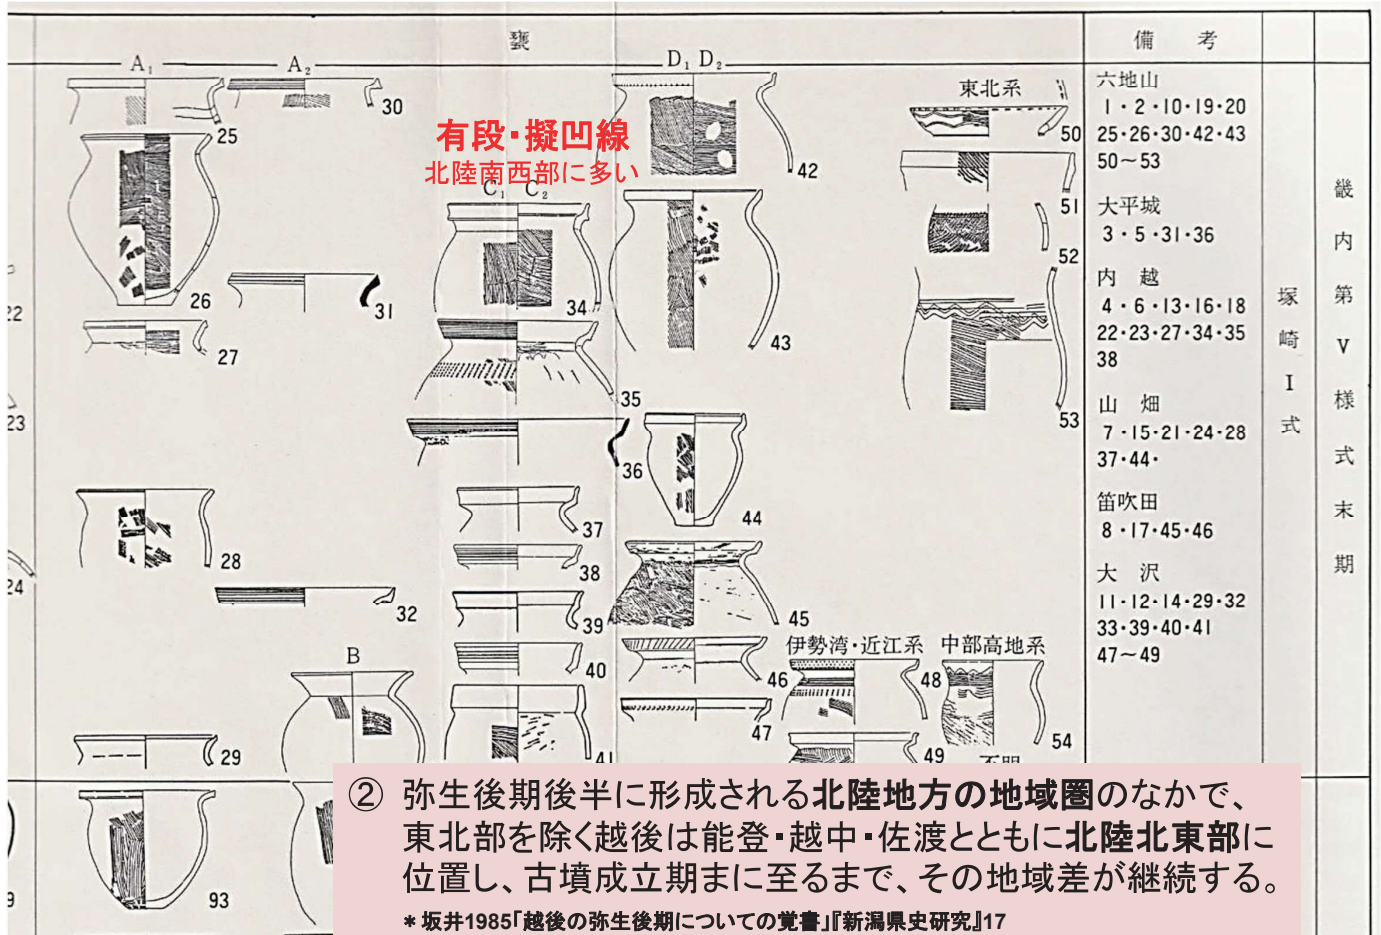 甕
備 考
A₁
A₂
D₁ D₂
25
30
有段・擬凹線
北陸南西部に多い
C₁ C₂
42
東北系
50
51
52
53
26
31
27
34
35
36
43
44
28
32
37
38
39
40
41
45
46
47
B
29
伊勢湾・近江系
48
49
中部高地系
54
不明
22
23
24
六地山
1・2・10・19・20
25・26・30・42・43
50〜53
大平城
3・5・31・36
内 越
4・6・13・16・18
22・23・27・34・35
38
山 畑
7・15・21・24・28
37・44・
笛吹田
8・17・45・46
大 沢
11・12・14・29・32
33・39・40・41
47〜49
塚崎Ⅰ式
畿内第Ⅴ様式末期
93
9
② 弥生後期後半に形成される北陸地方の地域圏のなかで、
東北部を除く越後は能登・越中・佐渡とともに北陸北東部に
位置し、古墳成立期まに至るまで、その地域差が継続する。
＊坂井1985「越後の弥生後期についての覚書」『新潟県史研究』17